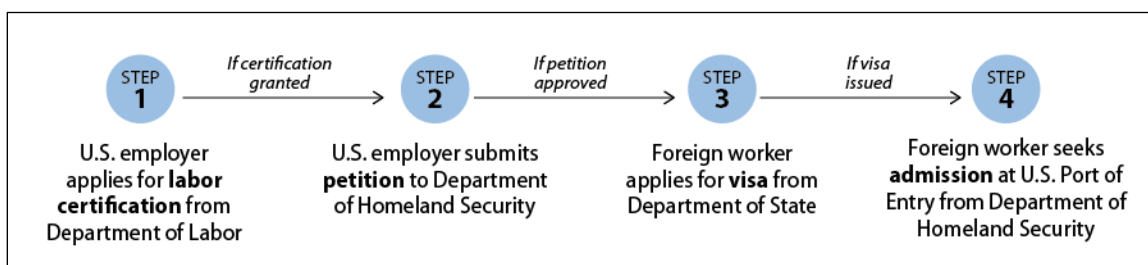 STEP
1
If certification
granted
STEP
2
If petition
approved
STEP
3
If visa
issued
STEP
4
U.S. employer
applies for labor
certification from
Department of Labor
U.S. employer submits
petition to Department
of Homeland Security
Foreign worker
applies for visa from
Department of State
Foreign worker seeks
admission at U.S. Port of
Entry from Department of
Homeland Security